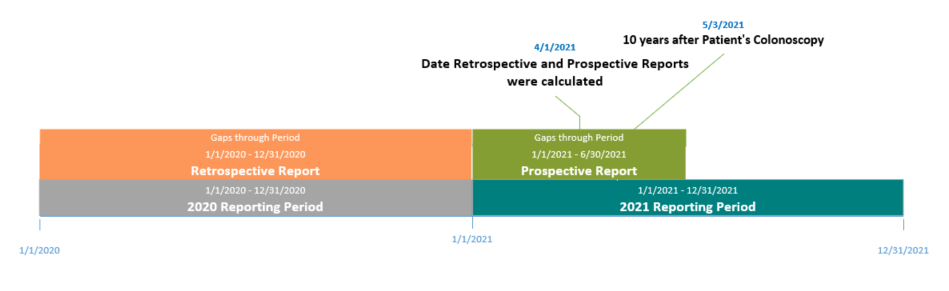 5/3/2021
10 years after Patient's Colonoscopy
4/1/2021
Date Retrospective and Prospective Reports
were calculated
Gaps through Period
1/1/2020 - 12/31/2020
Retrospective Report
Gaps through Period
1/1/2021 - 6/30/2021
Prospective Report
1/1/2020 - 12/31/2020
2020 Reporting Period
1/1/2021 - 12/31/2021
2021 Reporting Period
1/1/2020
1/1/2021
12/31/2021